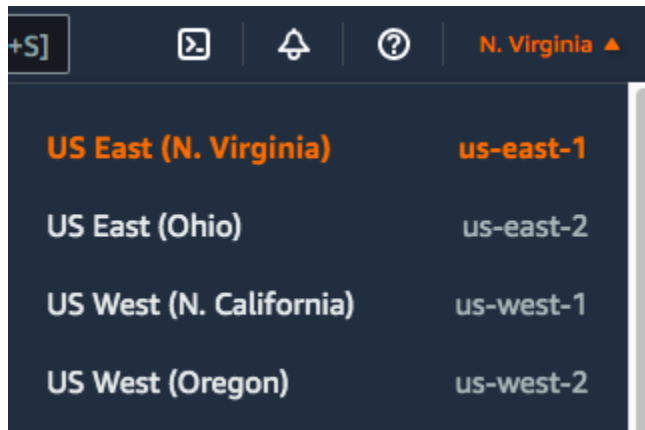 +S]
N. Virginia ▲
US East (N. Virginia) us-east-1
US East (Ohio) us-east-2
US West (N. California) us-west-1
US West (Oregon) us-west-2